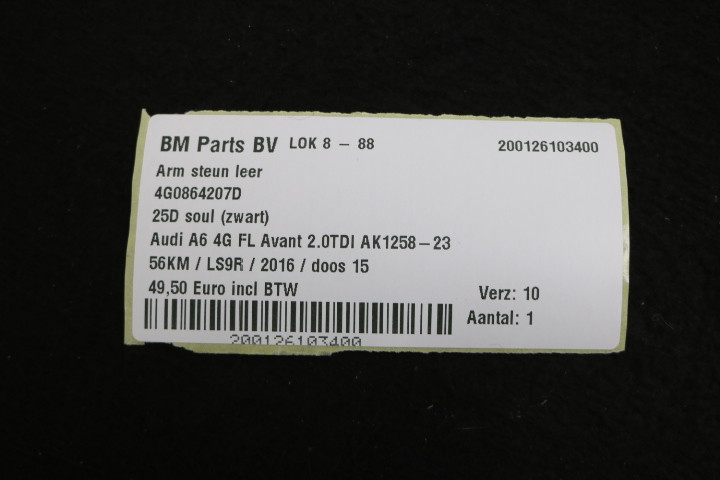 BM Parts BV LOK 8 - 88 200126103400
Arm steun leer
4G0864207D
25D soul (zwart)
Audi A6 4G FL Avant 2.0TDI AK1258-23
56KM / LS9R / 2016 / doos 15
49,50 Euro incl BTW Verz: 10
Aantal: 1
200126103400